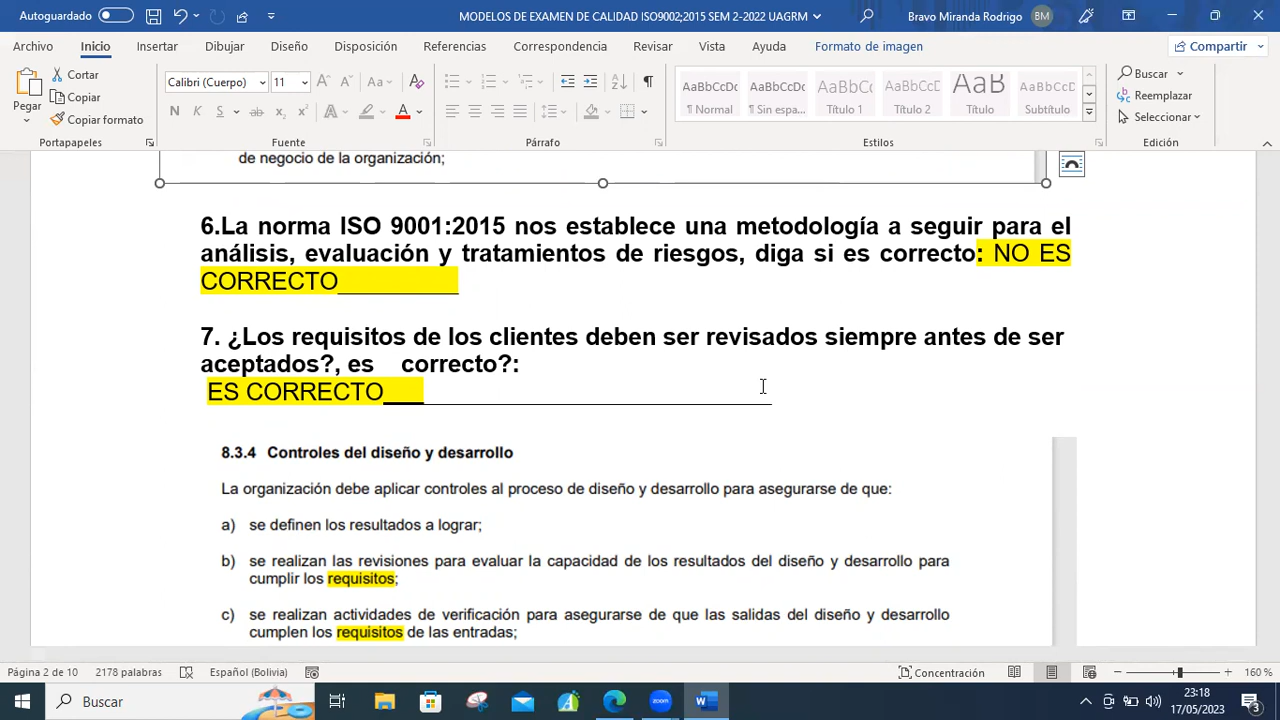 Autoguardado
MODELOS DE EXAMEN DE CALIDAD ISO9002;2015 SEM 2-2022 UAGRM
Bravo Miranda Rodrigo
BM
Archivo Inicio Insertar Dibujar Diseño Disposición Referencias Correspondencia Revisar Vista Ayuda Formato de imagen
Compartir
Pegar
Cortar
Copiar
Copiar formato
Portapapeles
Calibri (Cuerpo) 11
Aa
N K S ab x₂ x² A A
Fuente
Párrafo
AaBbCcDc AaBbCcDc AaBbCc AaBbCcD AaB AaBbCcD
¶ Normal ¶ Sin espa... Título 1 Título 2 Título Subtítulo
Estilos
Buscar
Reemplazar
Seleccionar
Edición
de negocio de la organización;
6.La norma ISO 9001:2015 nos establece una metodología a seguir para el
análisis, evaluación y tratamientos de riesgos, diga si es correcto: NO ES
CORRECTO_________
7. ¿Los requisitos de los clientes deben ser revisados siempre antes de ser
aceptados?, es correcto?:
ES CORRECTO___
8.3.4 Controles del diseño y desarrollo
La organización debe aplicar controles al proceso de diseño y desarrollo para asegurarse de que:
a) se definen los resultados a lograr;
b) se realizan las revisiones para evaluar la capacidad de los resultados del diseño y desarrollo para
cumplir los requisitos;
c) se realizan actividades de verificación para asegurarse de que las salidas del diseño y desarrollo
cumplen los requisitos de las entradas;
Página 2 de 10 2178 palabras Español (Bolivia) Concentración 160 %
Buscar
zoom
23:18
17/05/2023
3